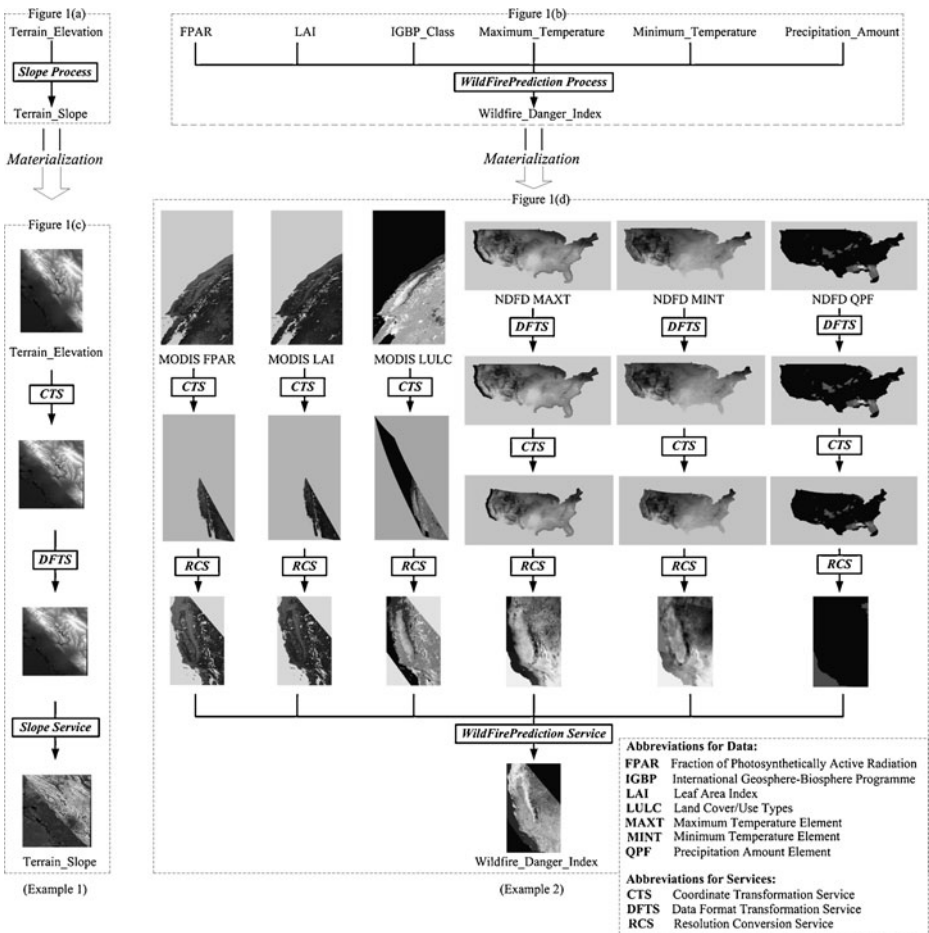 Figure 1(a)
Terrain_Elevation
Slope Process
Terrain_Slope
Materialization
Figure 1(b)
FPAR LAI IGBP_Class Maximum_Temperature Minimum_Temperature Precipitation_Amount
WildFirePrediction Process
Wildfire_Danger_Index
Materialization
Figure 1(c)
Terrain_Elevation
CTS
DFTS
Slope Service
Terrain_Slope
(Example 1)
Figure 1(d)
NDFD MAXT NDFD MINT NDFD QPF
DFTS DFTS DFTS
MODIS FPAR MODIS LAI MODIS LULC
CTS CTS CTS
CTS CTS CTS
RCS RCS RCS RCS RCS RCS
WildFirePrediction Service
Wildfire_Danger_Index
(Example 2)
Abbreviations for Data:
FPAR Fraction of Photosynthetically Active Radiation
IGBP International Geosphere-Biosphere Programme
LAI Leaf Area Index
LULC Land Cover/Use Types
MAXT Maximum Temperature Element
MINT Minimum Temperature Element
QPF Precipitation Amount Element
Abbreviations for Services:
CTS Coordinate Transformation Service
DFTS Data Format Transformation Service
RCS Resolution Conversion Service